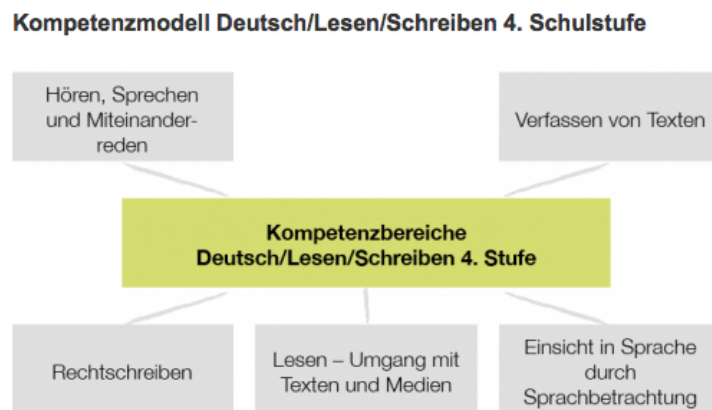 Kompetenzmodell Deutsch/Lesen/Schreiben 4. Schulstufe
Hören, Sprechen
und Miteinander-
reden
Verfassen von Texten
Kompetenzbereiche
Deutsch/Lesen/Schreiben 4. Stufe
Rechtschreiben
Lesen – Umgang mit
Texten und Medien
Einsicht in Sprache
durch
Sprachbetrachtung